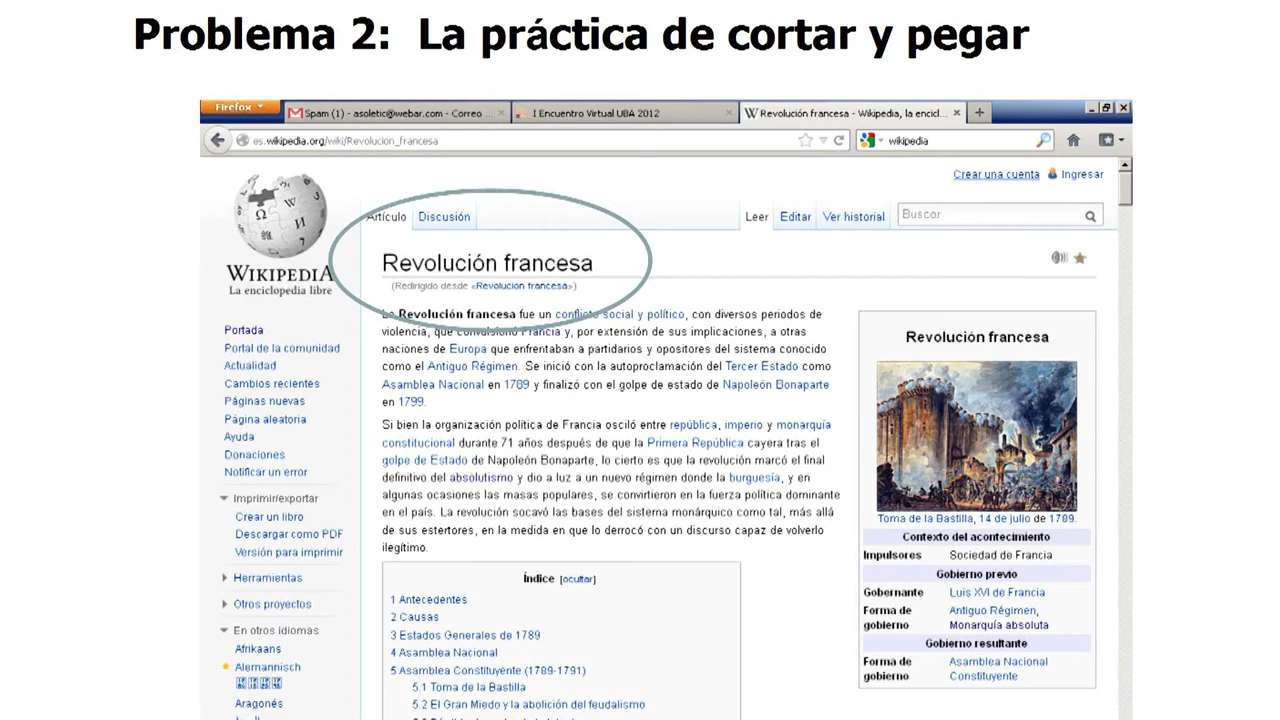 Problema 2: La práctica de cortar y pegar
Firefox
Spam (1) - asoletic@webar.com - Correo ...
I Encuentro Virtual UBA 2012
Revolución francesa - Wikipedia, la encicl...
es.wikipedia.org/wiki/Revolucion_francesa
wikipedia
Crear una cuenta
Ingresar
Artículo
Discusión
Leer
Editar
Ver historial
Buscar
WIKIPEDIA
La enciclopedia libre
Revolución francesa
(Redirigido desde «Revolucion francesa»)
La Revolución francesa fue un conflicto social y político, con diversos periodos de
violencia, que convulsionó Francia y, por extensión de sus implicaciones, a otras
naciones de Europa que enfrentaban a partidarios y opositores del sistema conocido
como el Antiguo Régimen. Se inició con la autoproclamación del Tercer Estado como
Asamblea Nacional en 1789 y finalizó con el golpe de estado de Napoleón Bonaparte
en 1799.
Si bien la organización política de Francia osciló entre república, imperio y monarquía
constitucional durante 71 años después de que la Primera República cayera tras el
golpe de Estado de Napoleón Bonaparte, lo cierto es que la revolución marcó el final
definitivo del absolutismo y dio a luz a un nuevo régimen donde la burguesía, y en
algunas ocasiones las masas populares, se convirtieron en la fuerza política dominante
en el país. La revolución socavó las bases del sistema monárquico como tal, más allá
de sus estertores, en la medida en que lo derrocó con un discurso capaz de volverlo
ilegítimo.
Portada
Portal de la comunidad
Actualidad
Cambios recientes
Páginas nuevas
Página aleatoria
Ayuda
Donaciones
Notificar un error
Imprimir/exportar
Crear un libro
Descargar como PDF
Versión para imprimir
Herramientas
Otros proyectos
En otros idiomas
Afrikaans
Alemannisch
Aragonés
Índice [ocultar]
1 Antecedentes
2 Causas
3 Estados Generales de 1789
4 Asamblea Nacional
5 Asamblea Constituyente (1789-1791)
5.1 Toma de la Bastilla
5.2 El Gran Miedo y la abolición del feudalismo
Revolución francesa
Toma de la Bastilla, 14 de julio de 1789.
Contexto del acontecimiento
Impulsores Sociedad de Francia
Gobierno previo
Gobernante Luis XVI de Francia
Forma de gobierno Antiguo Régimen,
Monarquía absoluta
Gobierno resultante
Forma de gobierno Asamblea Nacional
Constituyente